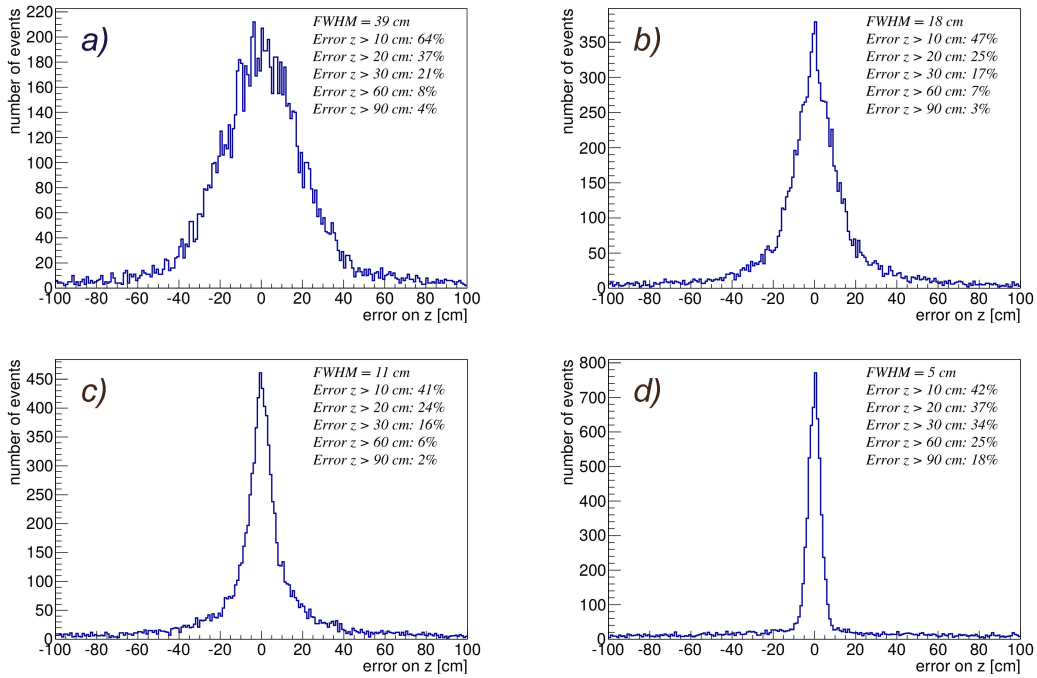 a)
FWHM = 39 cm
Error z > 10 cm: 64%
Error z > 20 cm: 37%
Error z > 30 cm: 21%
Error z > 60 cm: 8%
Error z > 90 cm: 4%
number of events
220
200
180
160
140
120
100
80
60
40
20
0
-100 -80 -60 -40 -20 0 20 40 60 80 100
error on z [cm]
b)
FWHM = 18 cm
Error z > 10 cm: 47%
Error z > 20 cm: 25%
Error z > 30 cm: 17%
Error z > 60 cm: 7%
Error z > 90 cm: 3%
number of events
350
300
250
200
150
100
50
0
-100 -80 -60 -40 -20 0 20 40 60 80 100
error on z [cm]
c)
FWHM = 11 cm
Error z > 10 cm: 41%
Error z > 20 cm: 24%
Error z > 30 cm: 16%
Error z > 60 cm: 6%
Error z > 90 cm: 2%
number of events
450
400
350
300
250
200
150
100
50
0
-100 -80 -60 -40 -20 0 20 40 60 80 100
error on z [cm]
d)
FWHM = 5 cm
Error z > 10 cm: 42%
Error z > 20 cm: 37%
Error z > 30 cm: 34%
Error z > 60 cm: 25%
Error z > 90 cm: 18%
number of events
800
700
600
500
400
300
200
100
0
-100 -80 -60 -40 -20 0 20 40 60 80 100
error on z [cm]